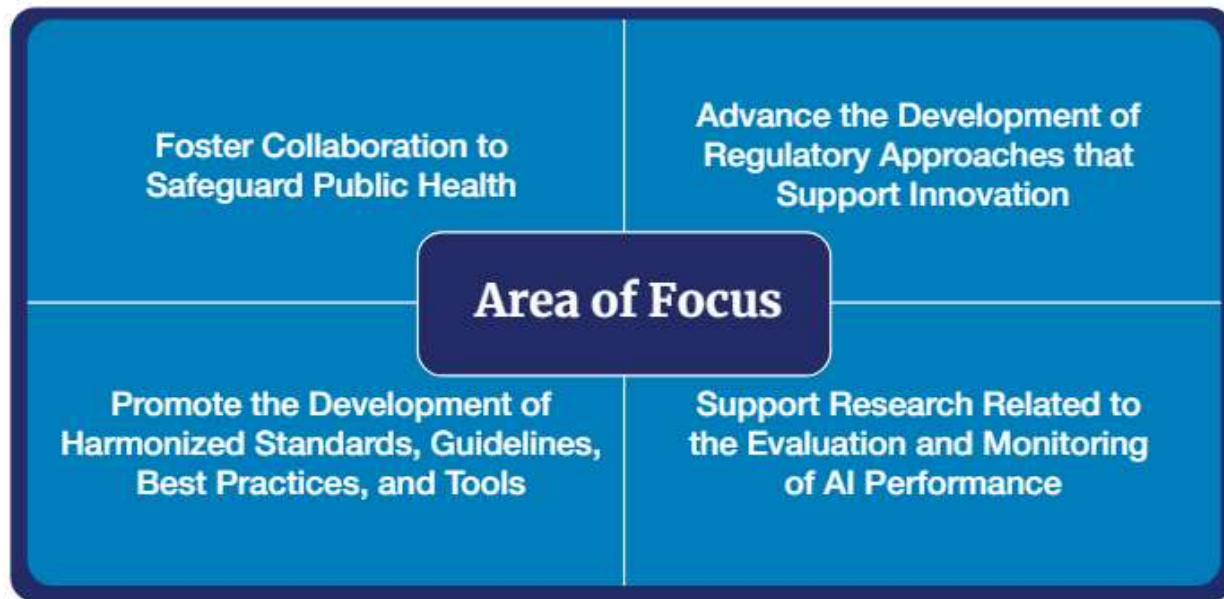 Foster Collaboration to
Safeguard Public Health
Advance the Development of
Regulatory Approaches that
Support Innovation
Area of Focus
Promote the Development of
Harmonized Standards, Guidelines,
Best Practices, and Tools
Support Research Related to
the Evaluation and Monitoring
of AI Performance